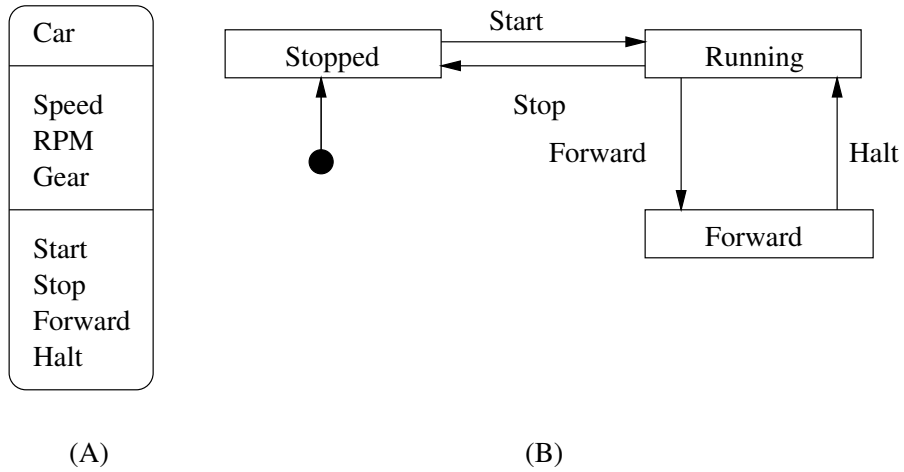 Car
Speed
RPM
Gear
Start
Stop
Forward
Halt
(A)
Start
Stopped
Running
Stop
Forward
Halt
Forward
(B)